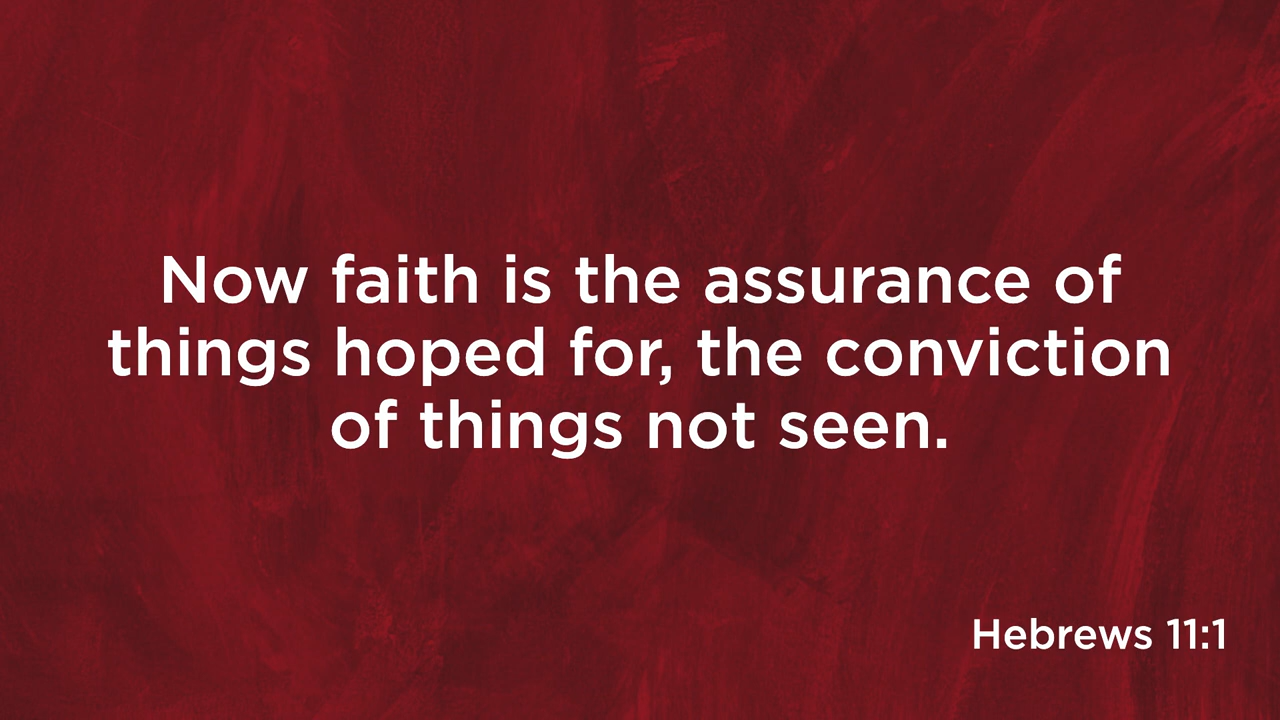 Now faith is the assurance of
things hoped for, the conviction
of things not seen.
Hebrews 11:1